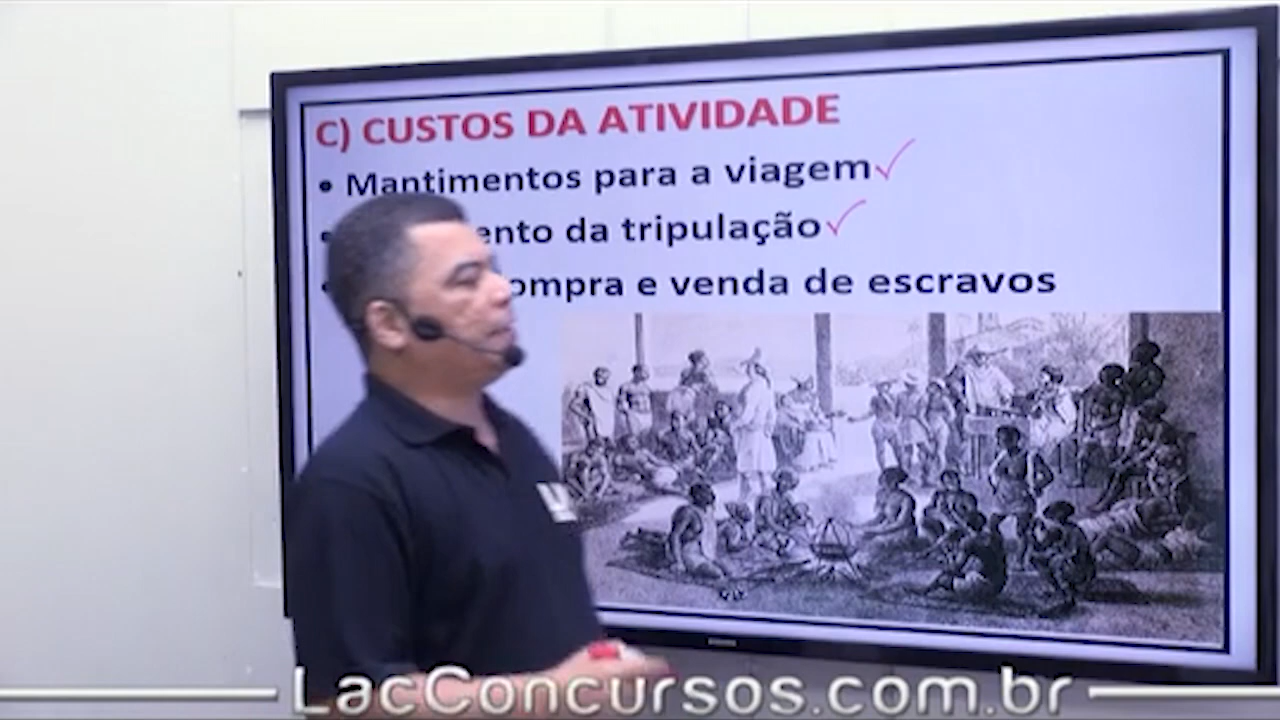 C) CUSTOS DA ATIVIDADE
• Mantimentos para a viagem
ento da tripulação
ompra e venda de escravos
LacConcursos.com.br